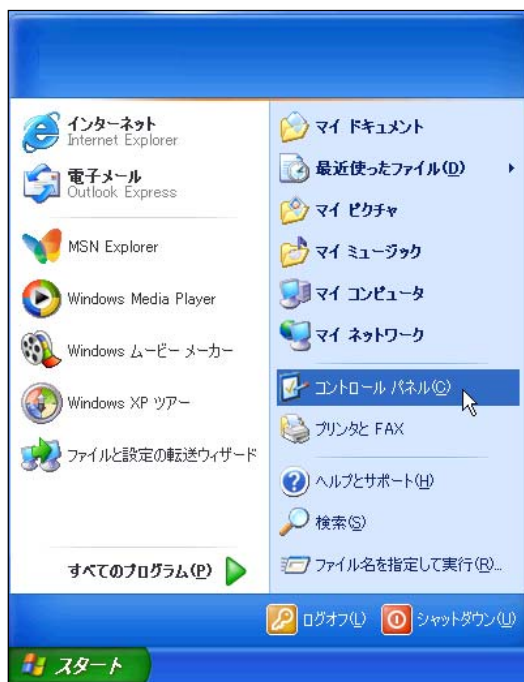 インターネット
Internet Explorer
電子メール
Outlook Express
MSN Explorer
Windows Media Player
Windows ムービー メーカー
Windows XP ツアー
ファイルと設定の転送ウィザード
すべてのプログラム(P)
マイ ドキュメント
最近使ったファイル(D)
マイ ピクチャ
マイ ミュージック
マイ コンピュータ
マイ ネットワーク
コントロール パネル(C)
プリンタと FAX
ヘルプとサポート(H)
検索(S)
ファイル名を指定して実行(R)...
ログオフ(L)
シャットダウン(U)
スタート